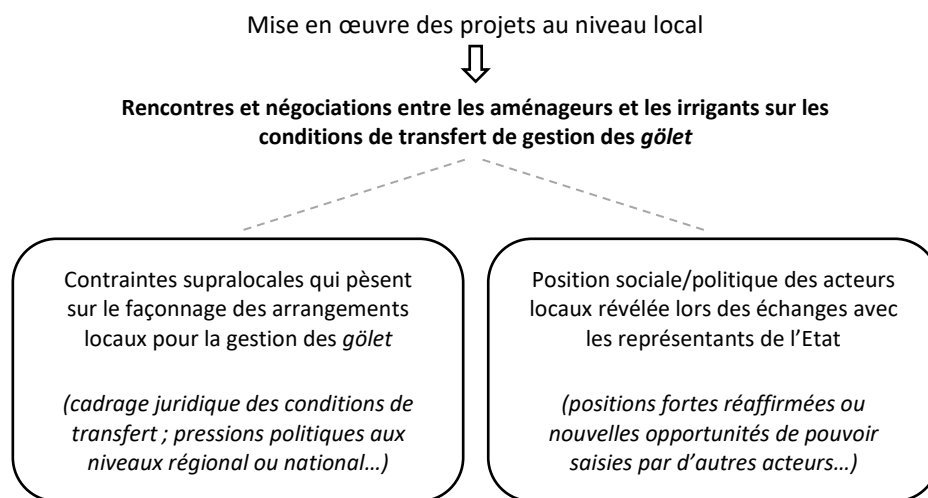 Mise en œuvre des projets au niveau local
Rencontres et négociations entre les aménageurs et les irrigants sur les
conditions de transfert de gestion des gölet
Contraintes supralocales qui pèsent
sur le façonnage des arrangements
locaux pour la gestion des gölet
(cadrage juridique des conditions de
transfert ; pressions politiques aux
niveaux régional ou national…)
Position sociale/politique des acteurs
locaux révélée lors des échanges avec
les représentants de l’Etat
(positions fortes réaffirmées ou
nouvelles opportunités de pouvoir
saisies par d’autres acteurs…)